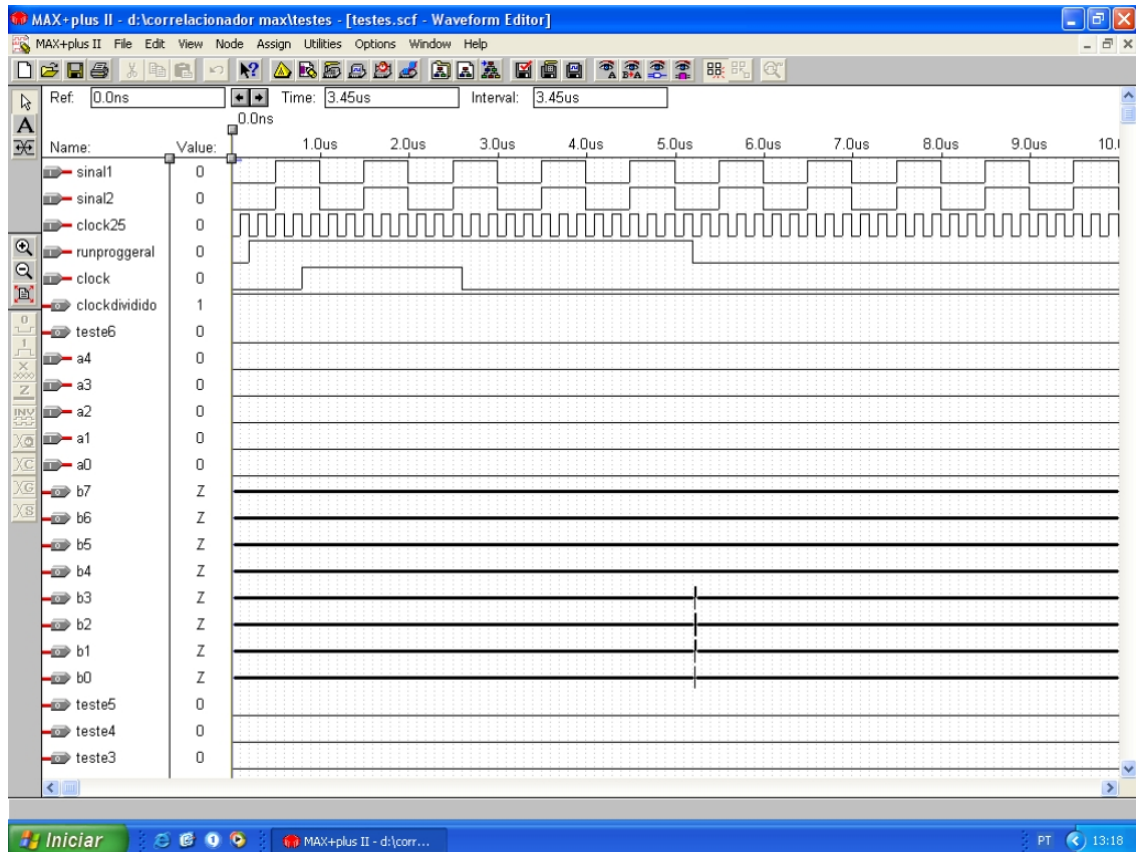 MAX+plus II - d:\correlacionador max\testes - [testes.scf - Waveform Editor]
MAX+plus II File Edit View Node Assign Utilities Options Window Help
Ref: 0.0ns Time: 3.45us Interval: 3.45us
0.0ns
Name: Value: 1.0us 2.0us 3.0us 4.0us 5.0us 6.0us 7.0us 8.0us 9.0us 10.
sinal1 0
sinal2 0
clock25 0
runproggeral 0
clock 0
clockdividido 1
teste6 0
a4 0
a3 0
a2 0
a1 0
a0 0
b7 Z
b6 Z
b5 Z
b4 Z
b3 Z
b2 Z
b1 Z
b0 Z
teste5 0
teste4 0
teste3 0
Iniciar MAX+plus II - d:\corr... PT 13:18